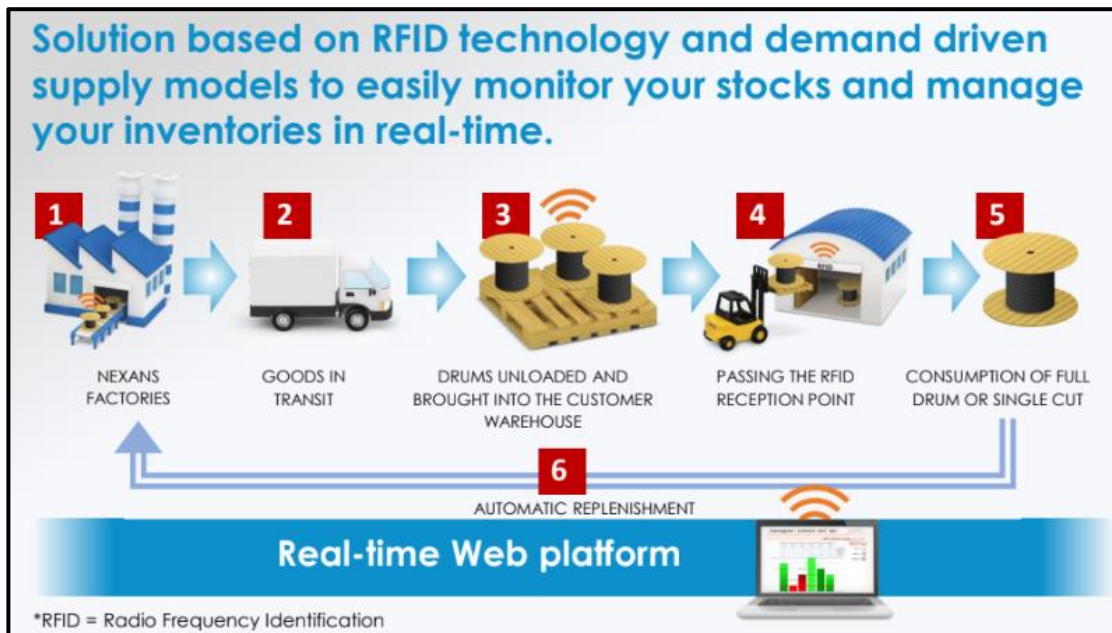 Solution based on RFID technology and demand driven
supply models to easily monitor your stocks and manage
your inventories in real-time.
1
2
3
4
5
RFID
NEXANS
FACTORIES
GOODS IN
TRANSIT
DRUMS UNLOADED AND
BROUGHT INTO THE CUSTOMER
WAREHOUSE
PASSING THE RFID
RECEPTION POINT
CONSUMPTION OF FULL
DRUM OR SINGLE CUT
6
AUTOMATIC REPLENISHMENT
Real-time Web platform
*RFID = Radio Frequency Identification